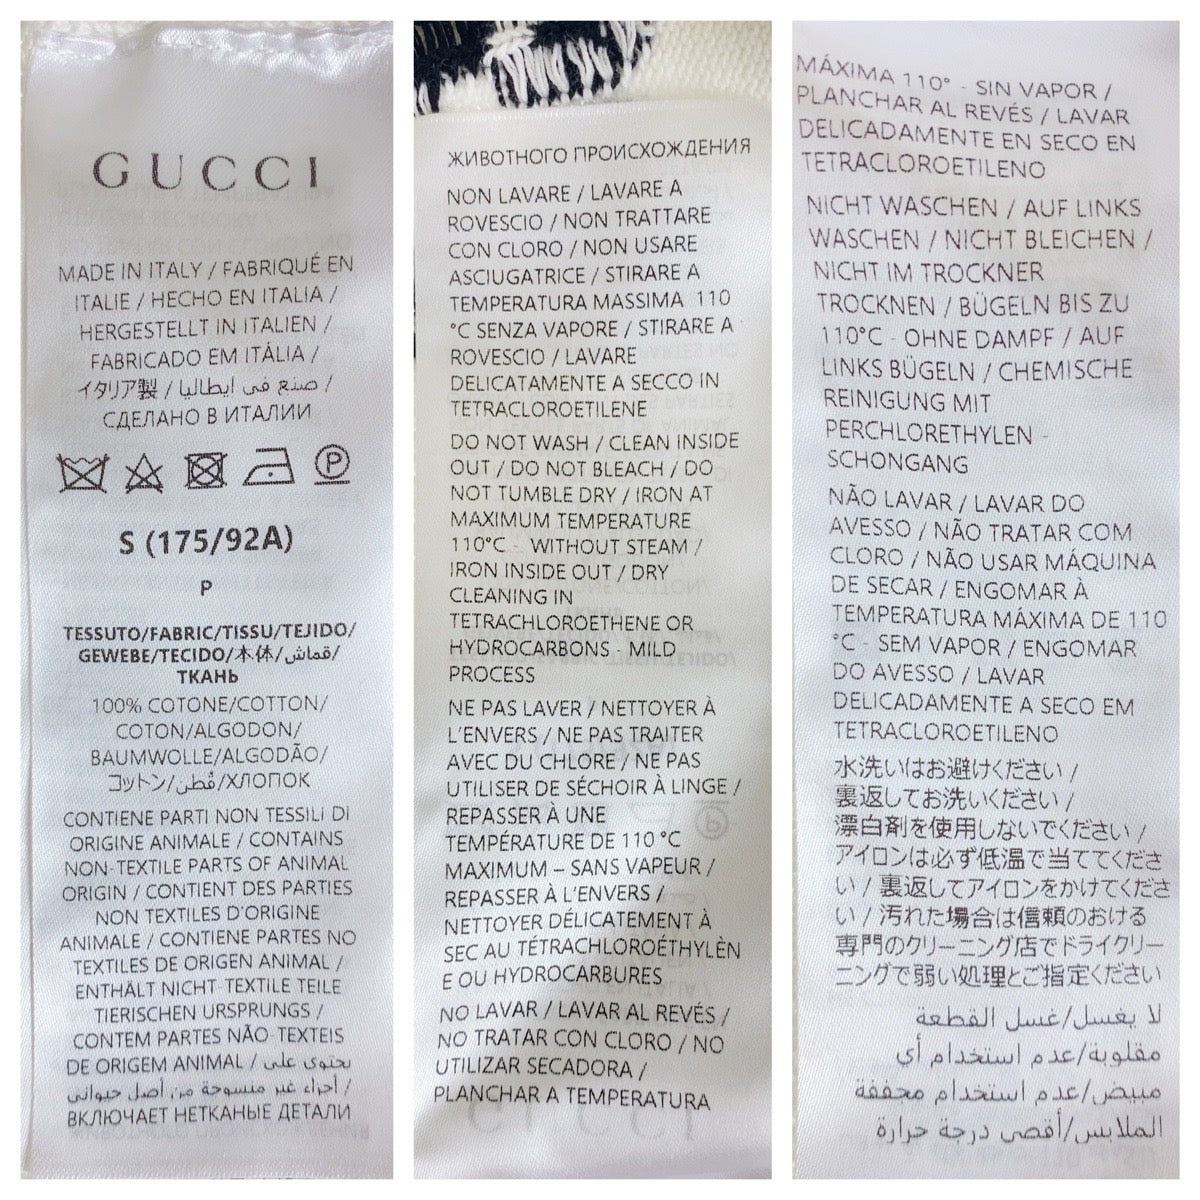 GUCCI
MADE IN ITALY / FABRIQUÉ EN
ITALIE / HECHO EN ITALIA /
HERGESTELLT IN ITALIEN /
FABRICADO EM ITÁLIA /
イタリア製 / صنع في ايطاليا /
СДЕЛАНО В ИТАЛИИ
P
S (175/92A)
P
TESSUTO/FABRIC/TISSU/TEJIDO/
GEWEBE/TECIDO/本体/قماش/
ТКАНЬ
100% COTONE/COTTON/
COTON/ALGODON/
BAUMWOLLE/ALGODÃO/
コットン/قطن/ХЛОПОК
CONTIENE PARTI NON TESSILI DI
ORIGINE ANIMALE / CONTAINS
NON-TEXTILE PARTS OF ANIMAL
ORIGIN / CONTIENT DES PARTIES
NON TEXTILES D'ORIGINE
ANIMALE / CONTIENE PARTES NO
TEXTILES DE ORIGEN ANIMAL /
ENTHÄLT NICHT-TEXTILE TEILE
TIERISCHEN URSPRUNGS /
CONTÉM PARTES NÃO-TEXTEIS
DE ORIGEM ANIMAL / يحتوي على
أجزاء غير منسوجة من أصل حيواني /
ВКЛЮЧАЕТ НЕТКАНЫЕ ДЕТАЛИ
ЖИВОТНОГО ПРОИСХОЖДЕНИЯ
NON LAVARE / LAVARE A
ROVESCIO / NON TRATTARE
CON CLORO / NON USARE
ASCIUGATRICE / STIRARE A
TEMPERATURA MASSIMA 110
°C SENZA VAPORE / STIRARE A
ROVESCIO / LAVARE
DELICATAMENTE A SECCO IN
TETRACLOROETILENE
DO NOT WASH / CLEAN INSIDE
OUT / DO NOT BLEACH / DO
NOT TUMBLE DRY / IRON AT
MAXIMUM TEMPERATURE
110°C - WITHOUT STEAM /
IRON INSIDE OUT / DRY
CLEANING IN
TETRACHLOROETHENE OR
HYDROCARBONS - MILD
PROCESS
NE PAS LAVER / NETTOYER À
L'ENVERS / NE PAS TRAITER
AVEC DU CHLORE / NE PAS
UTILISER DE SÉCHOIR À LINGE /
REPASSER À UNE
TEMPÉRATURE DE 110 °C
MAXIMUM – SANS VAPEUR /
REPASSER À L'ENVERS /
NETTOYER DÉLICATEMENT À
SEC AU TÉTRACHLOROÉTHYLÈN
E OU HYDROCARBURES
NO LAVAR / LAVAR AL REVÉS /
NO TRATAR CON CLORO / NO
UTILIZAR SECADORA /
PLANCHAR A TEMPERATURA
MÁXIMA 110° - SIN VAPOR /
PLANCHAR AL REVÉS / LAVAR
DELICADAMENTE EN SECO EN
TETRACLOROETILENO
NICHT WASCHEN / AUF LINKS
WASCHEN / NICHT BLEICHEN /
NICHT IM TROCKNER
TROCKNEN / BÜGELN BIS ZU
110°C - OHNE DAMPF / AUF
LINKS BÜGELN / CHEMISCHE
REINIGUNG MIT
PERCHLORETHYLEN -
SCHONGANG
NÃO LAVAR / LAVAR DO
AVESSO / NÃO TRATAR COM
CLORO / NÃO USAR MÁQUINA
DE SECAR / ENGOMAR À
TEMPERATURA MÁXIMA DE 110
°C - SEM VAPOR / ENGOMAR
DO AVESSO / LAVAR
DELICADAMENTE A SECO EM
TETRACLOROETILENO
水洗いはお避けください /
裏返してお洗いください /
漂白剤を使用しないでください /
アイロンは必ず低温で当ててくださ
い / 裏返してアイロンをかけてくださ
い / 汚れた場合は信頼のおける
専門のクリーニング店でドライクリー
ニングで弱い処理とご指定ください
لا يغسل/غسل القطعة
مقلوبة/عدم استخدام أي
مبيض/عدم استخدام مجففة
الملابس/أقصى درجة حرارة